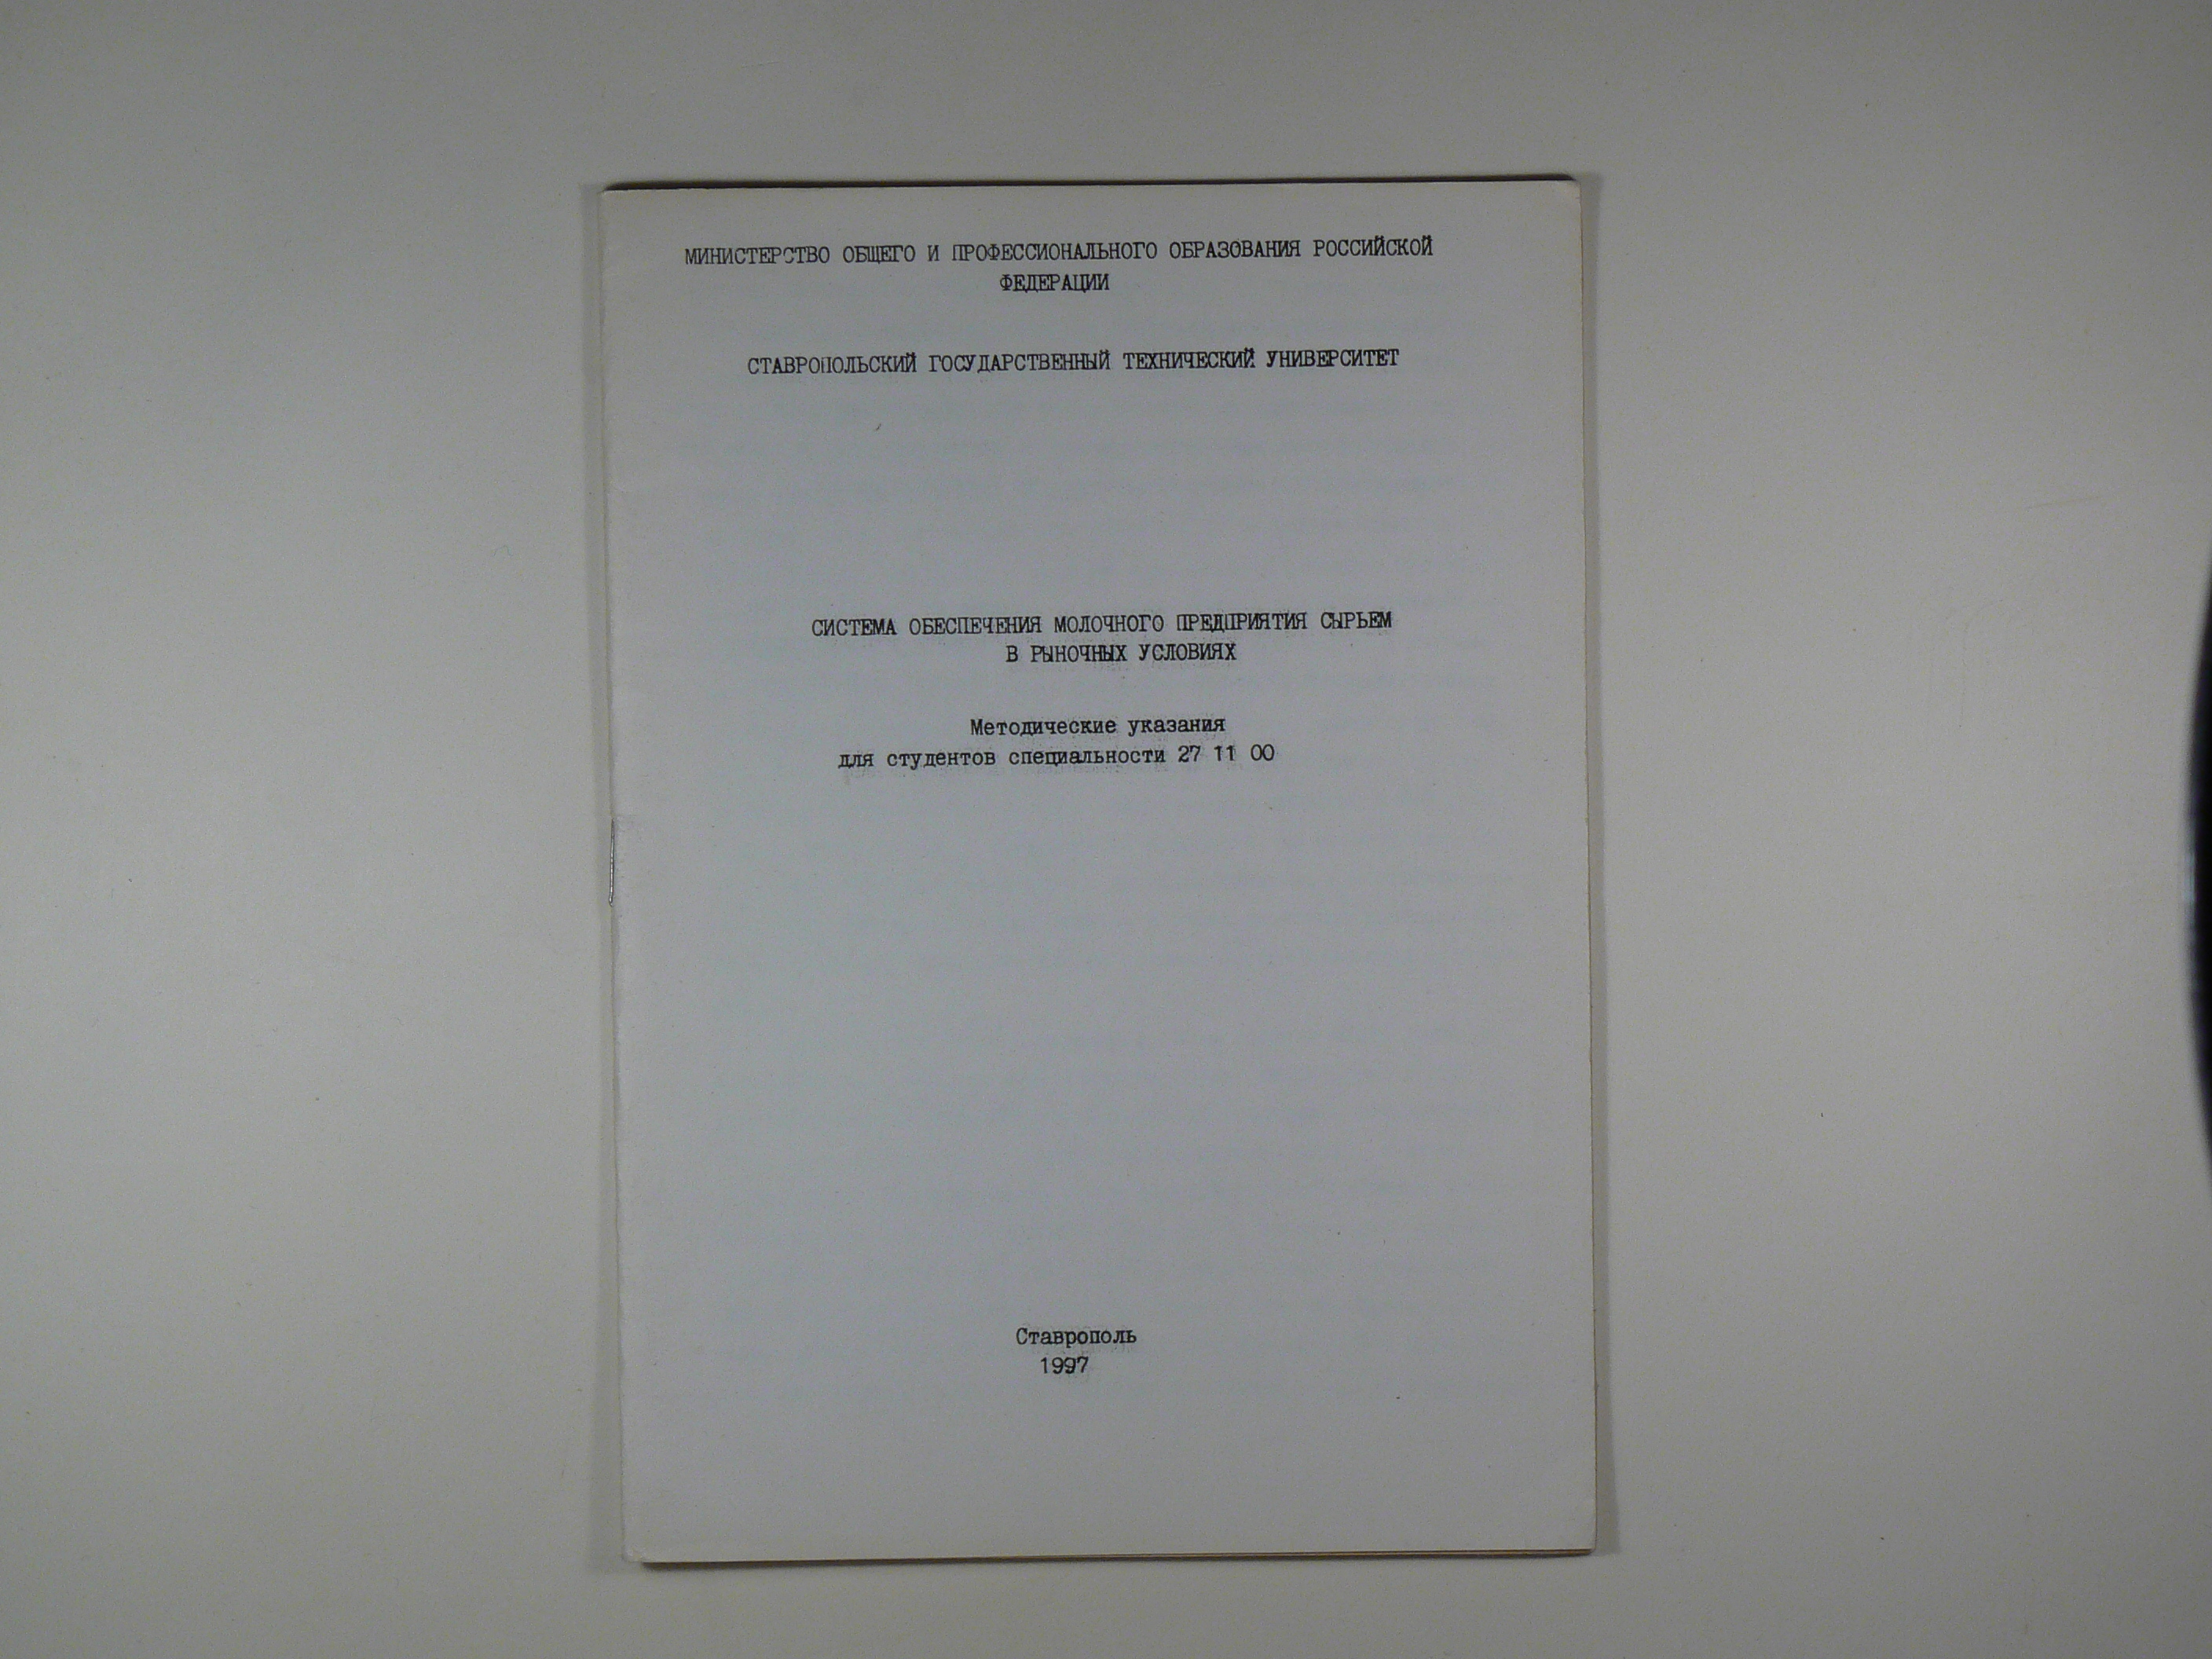 МИНИСТЕРСТВО ОБЩЕГО И ПРОФЕССИОНАЛЬНОГО ОБРАЗОВАНИЯ РОССИЙСКОЙ
ФЕДЕРАЦИИ
СТАВРОПОЛЬСКИЙ ГОСУДАРСТВЕННЫЙ ТЕХНИЧЕСКИЙ УНИВЕРСИТЕТ
СИСТЕМА ОБЕСПЕЧЕНИЯ МОЛОЧНОГО ПРЕДПРИЯТИЯ СЫРЬЕМ
В РЫНОЧНЫХ УСЛОВИЯХ
Методические указания
для студентов специальности 27 11 00
Ставрополь
1997